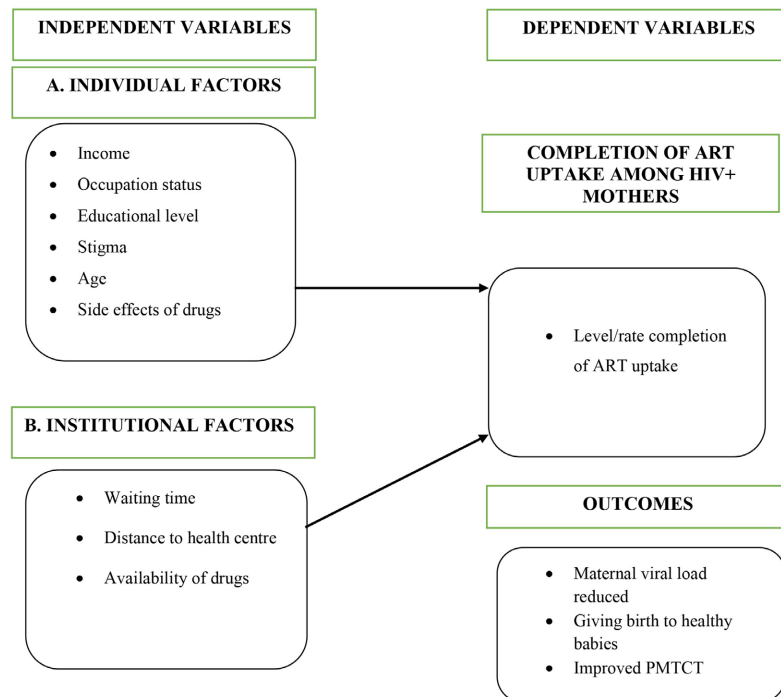 INDEPENDENT VARIABLES
A. INDIVIDUAL FACTORS
• Income
• Occupation status
• Educational level
• Stigma
• Age
• Side effects of drugs
B. INSTITUTIONAL FACTORS
• Waiting time
• Distance to health centre
• Availability of drugs
DEPENDENT VARIABLES
COMPLETION OF ART
UPTAKE AMONG HIV+
MOTHERS
• Level/rate completion
of ART uptake
OUTCOMES
• Maternal viral load
reduced
• Giving birth to healthy
babies
• Improved PMTCT